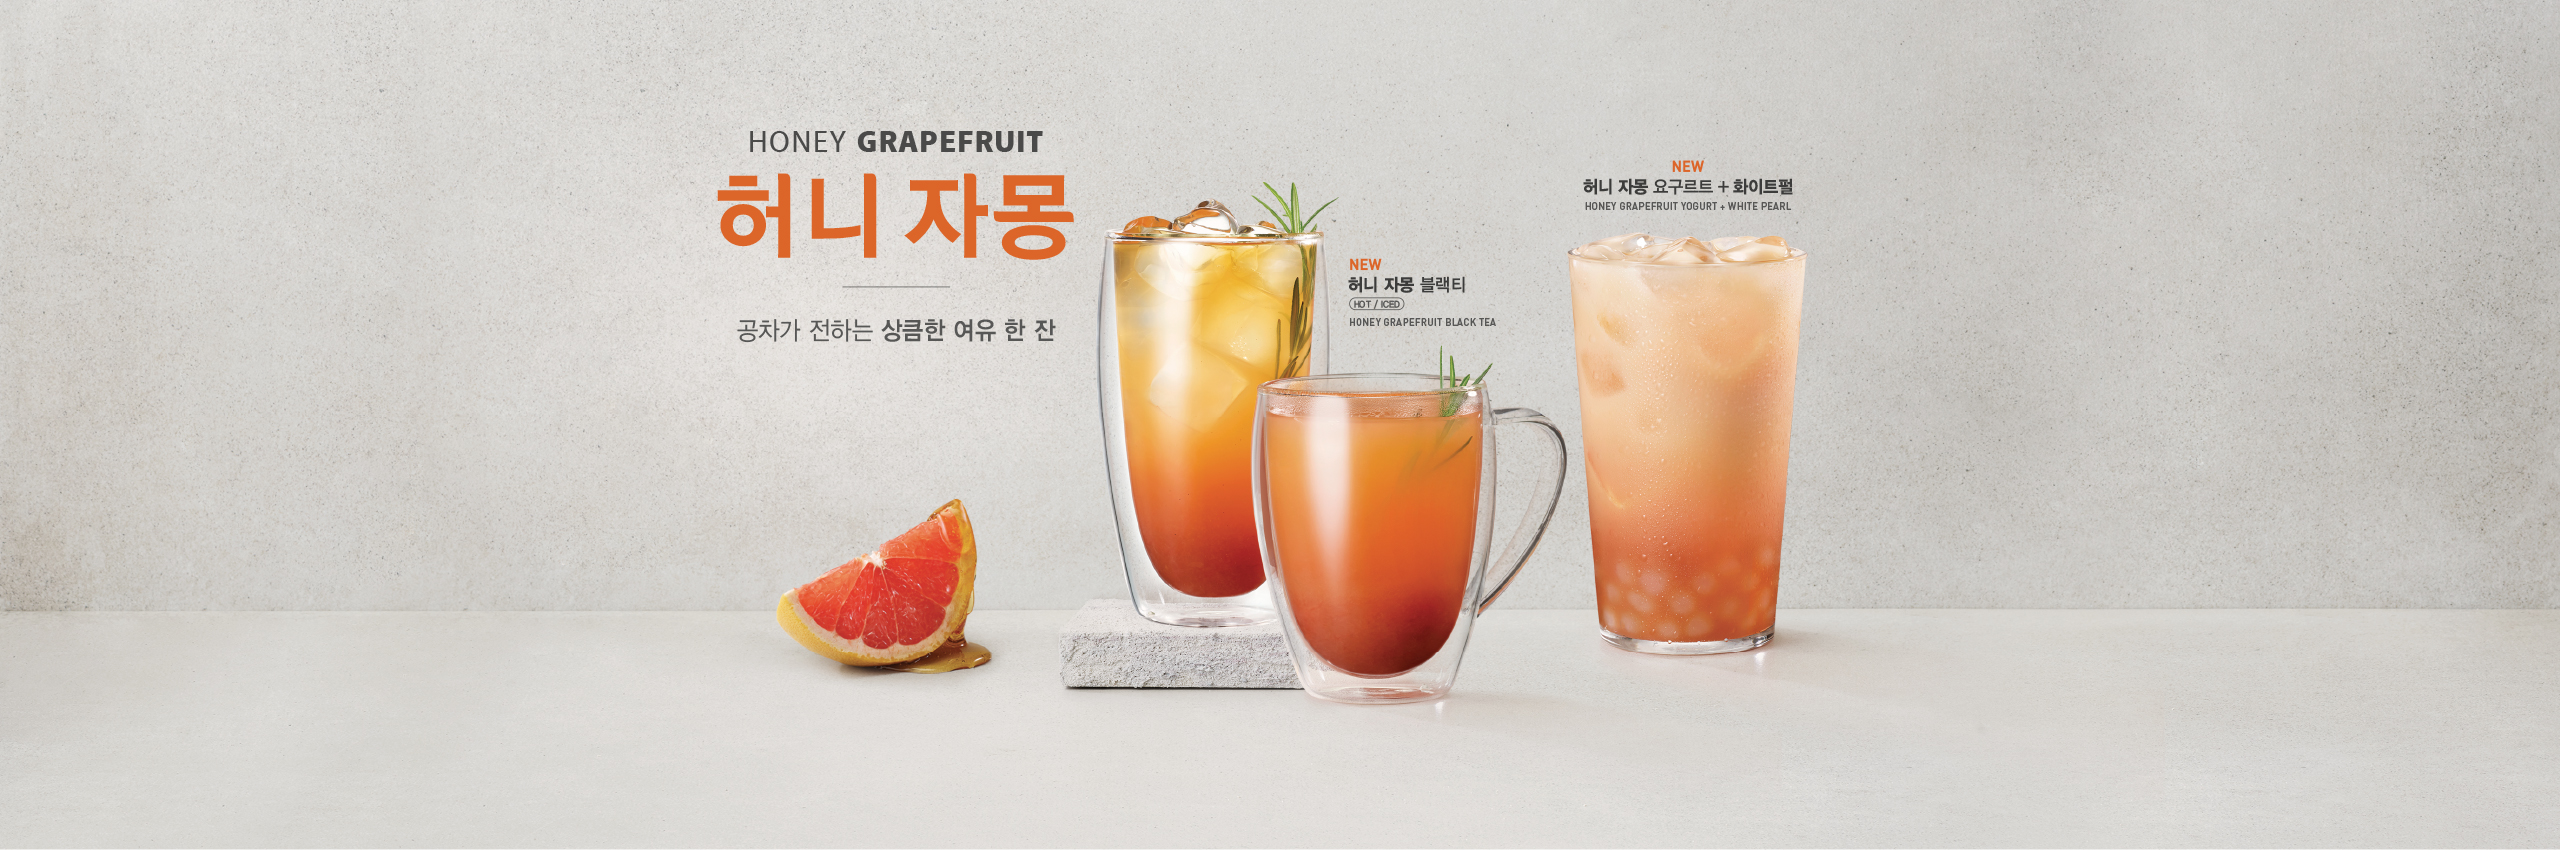 HONEY GRAPEFRUIT
허니 자몽
공차가 전하는 상큼한 여유 한 잔
NEW
허니 자몽 블랙티
HOT / ICED
HONEY GRAPEFRUIT BLACK TEA
NEW
허니 자몽 요구르트 + 화이트펄
HONEY GRAPEFRUIT YOGURT + WHITE PEARL